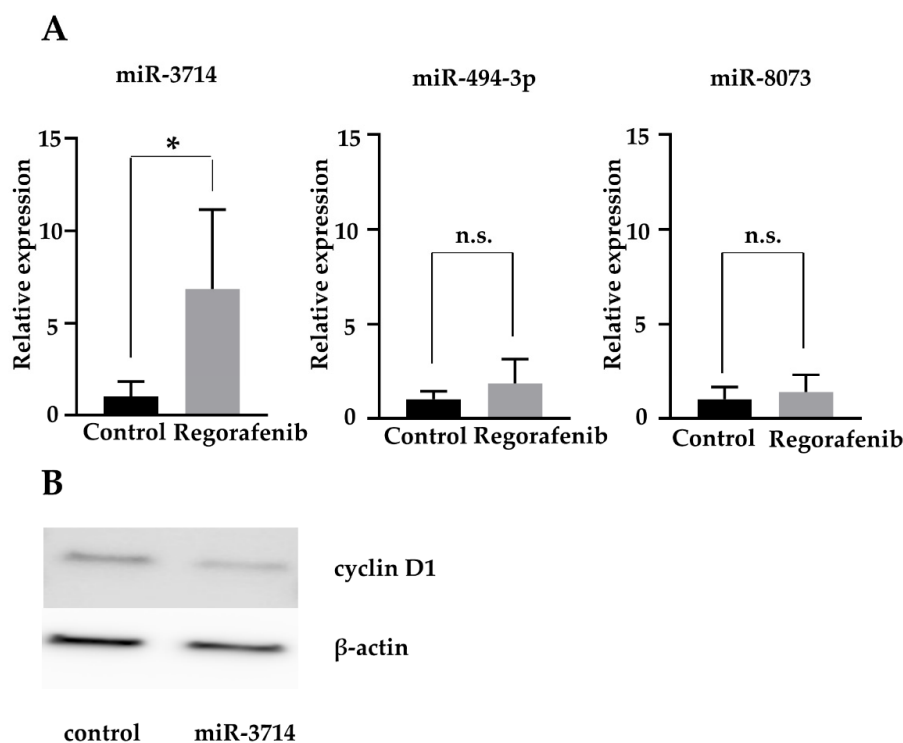 A
miR-3714
miR-494-3p
miR-8073
Relative expression
15
10
5
0
*
Control Regorafenib
Relative expression
15
10
5
0
n.s.
Control Regorafenib
Relative expression
15
10
5
0
n.s.
Control Regorafenib
B
cyclin D1
β-actin
control miR-3714